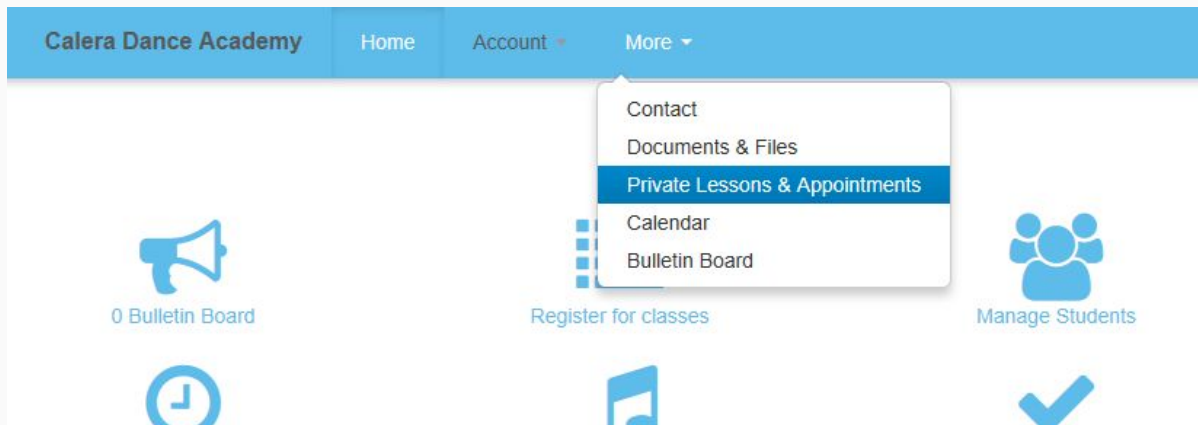 Calera Dance Academy Home Account More
Contact
Documents & Files
Private Lessons & Appointments
Calendar
Bulletin Board
0 Bulletin Board Register for classes Manage Students